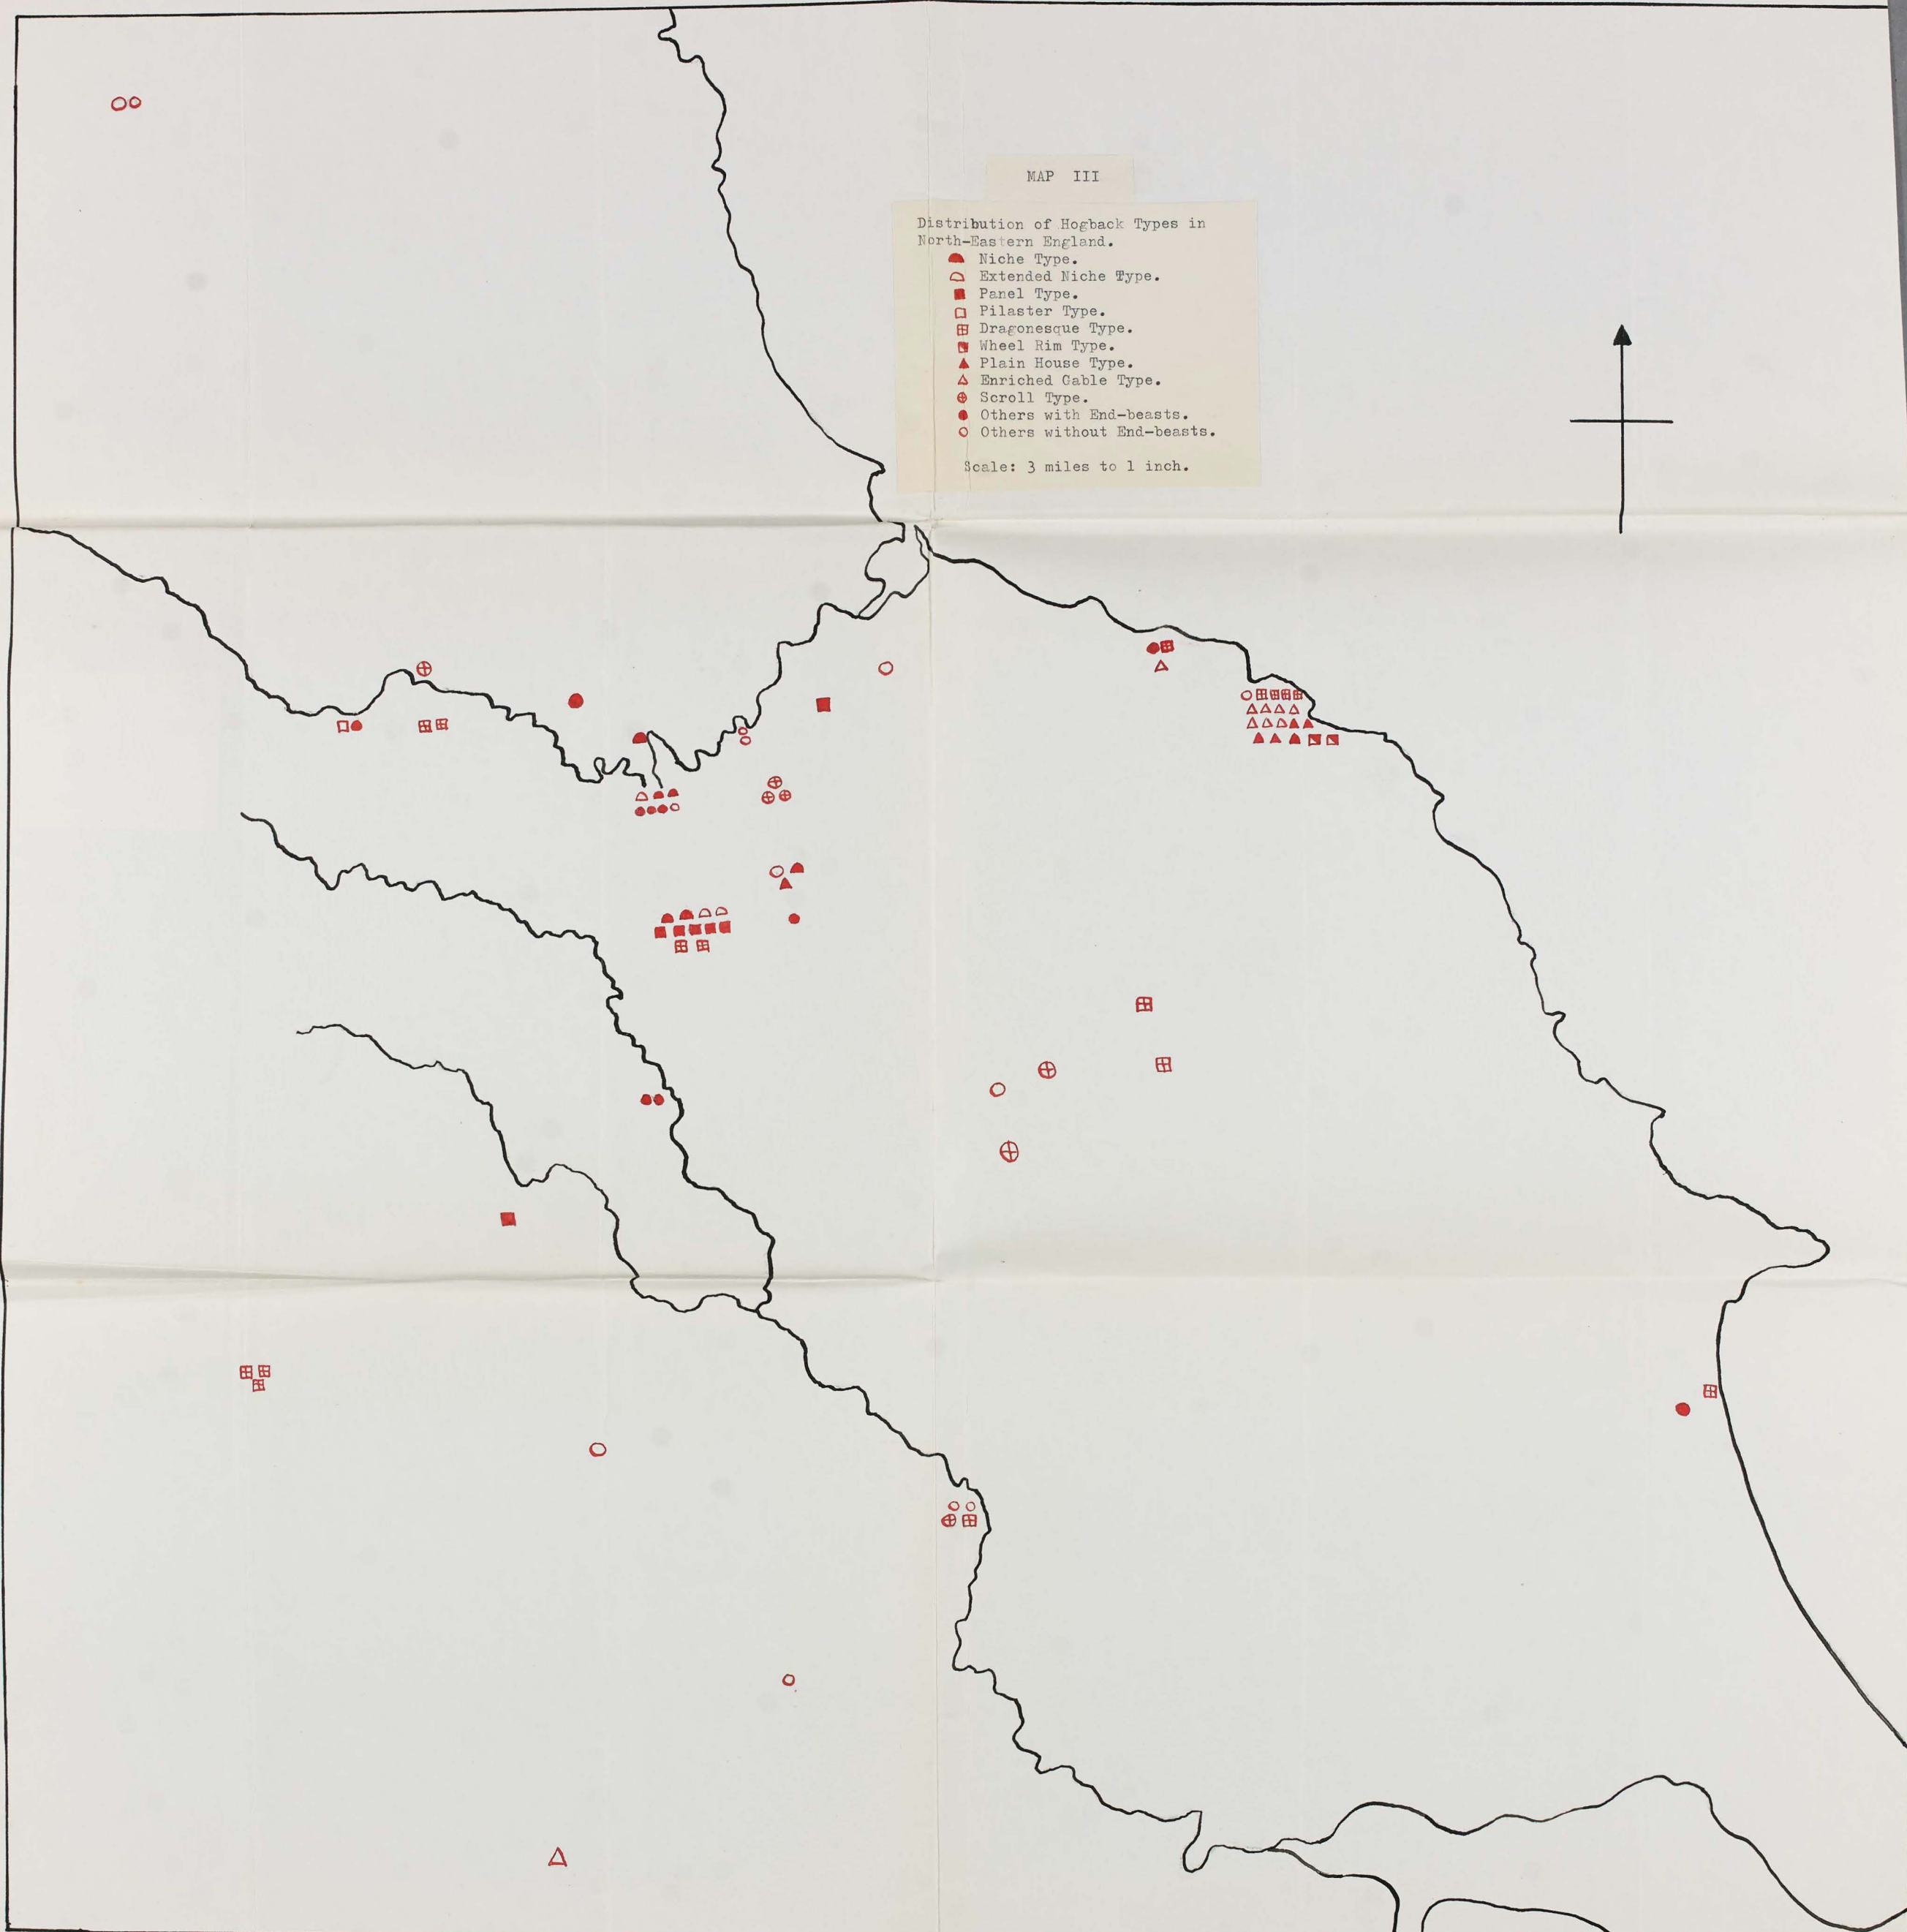 MAP III
Distribution of Hogback Types in
North-Eastern England.
Niche Type.
Extended Niche Type.
Panel Type.
Pilaster Type.
Dragonesque Type.
Wheel Rim Type.
Plain House Type.
Enriched Gable Type.
Scroll Type.
Others with End-beasts.
Others without End-beasts.
Scale: 3 miles to 1 inch.